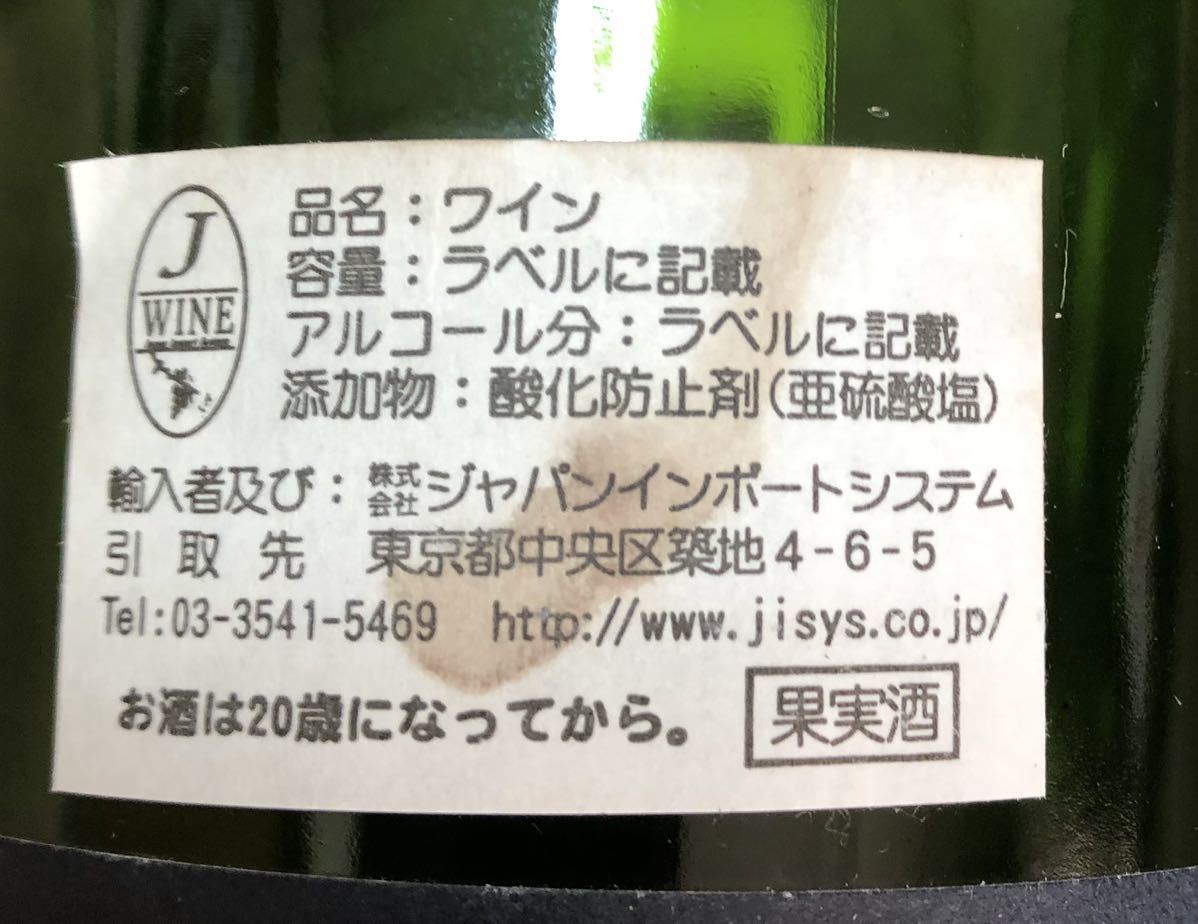 J
WINE
品名：ワイン
容量：ラベルに記載
アルコール分：ラベルに記載
添加物：酸化防止剤(亜硫酸塩)
輸入者及び：株式会社ジャパンインポートシステム
引取先 東京都中央区築地4-6-5
Tel:03-3541-5469 http://www.jisys.co.jp/
お酒は20歳になってから。
果実酒